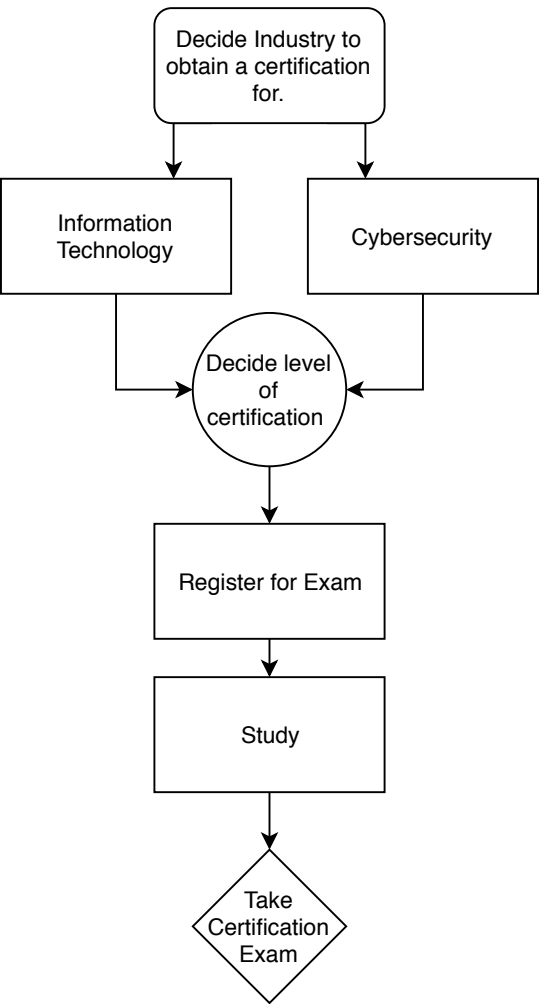 Decide Industry to
obtain a certification
for.
Information
Technology
Cybersecurity
Decide level
of
certification
Register for Exam
Study
Take
Certification
Exam